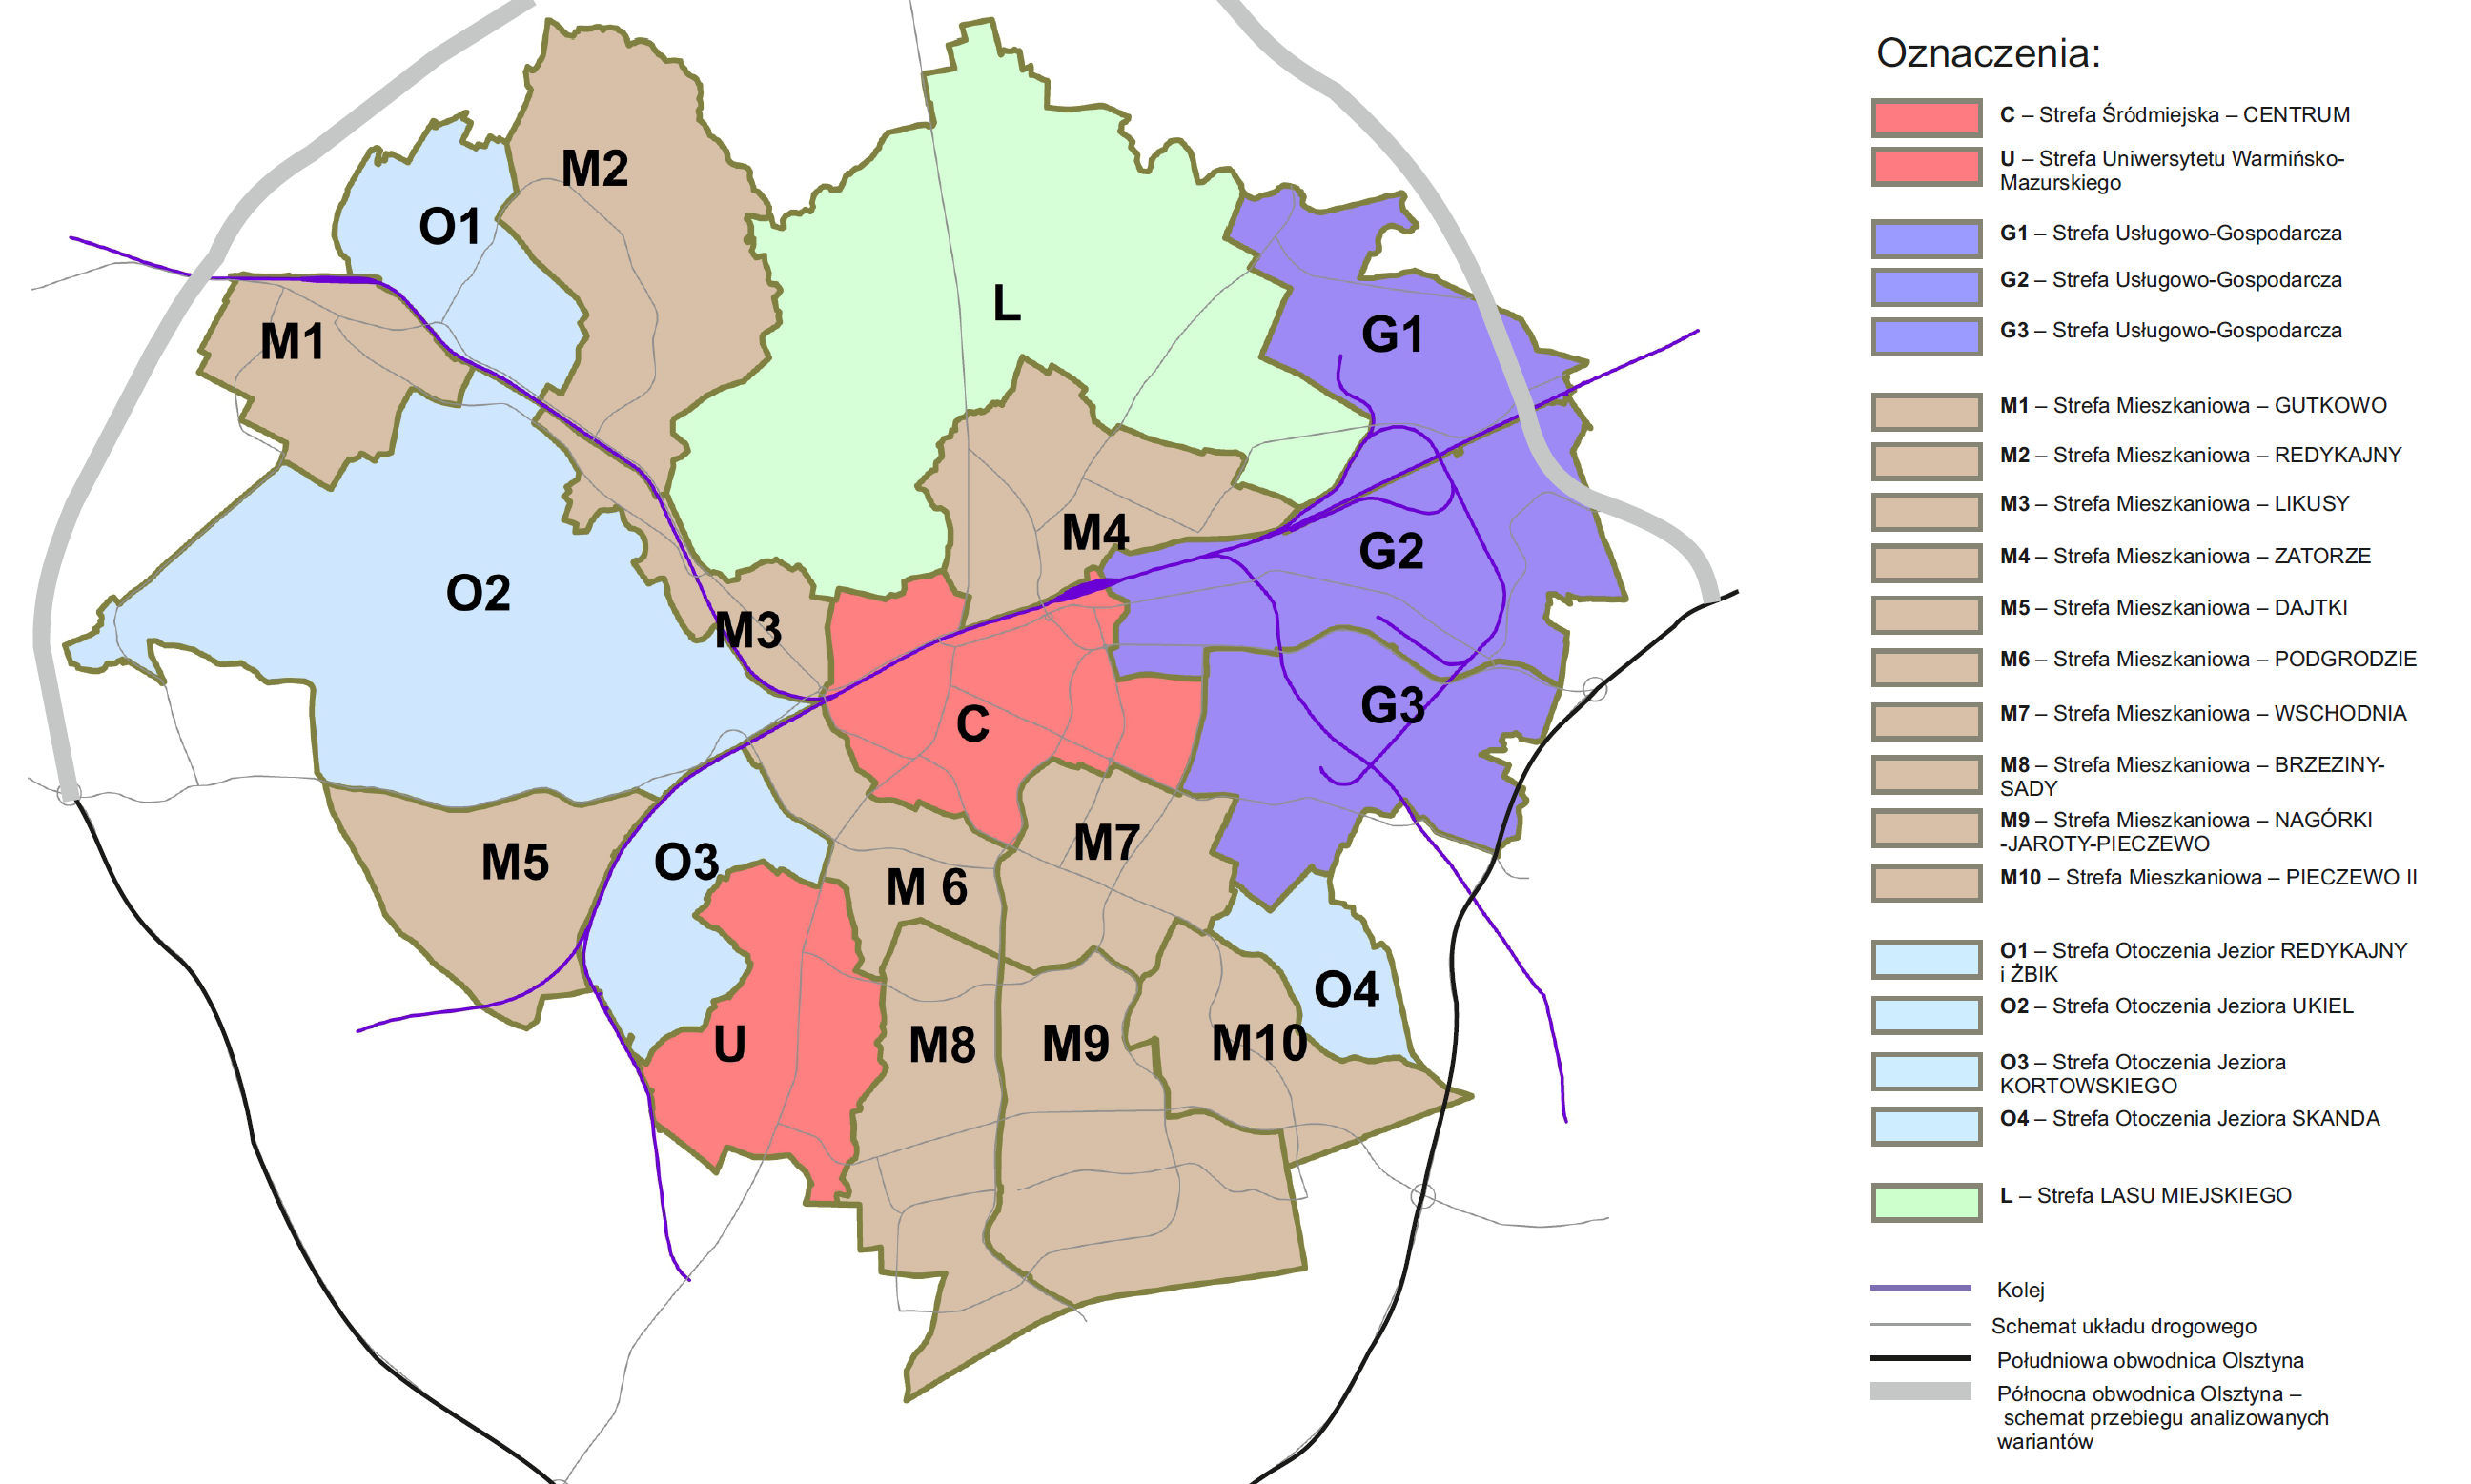 M2
O1
L
M1
G1
M4
G2
O2
M3
G3
C
M5
O3
M7
M 6
O4
U
M8
M9
M10
Oznaczenia:
C – Strefa Śródmiejska – CENTRUM
U – Strefa Uniwersytetu Warmińsko-
Mazurskiego
G1 – Strefa Usługowo-Gospodarcza
G2 – Strefa Usługowo-Gospodarcza
G3 – Strefa Usługowo-Gospodarcza
M1 – Strefa Mieszkaniowa – GUTKOWO
M2 – Strefa Mieszkaniowa – REDYKAJNY
M3 – Strefa Mieszkaniowa – LIKUSY
M4 – Strefa Mieszkaniowa – ZATORZE
M5 – Strefa Mieszkaniowa – DAJTKI
M6 – Strefa Mieszkaniowa – PODGRODZIE
M7 – Strefa Mieszkaniowa – WSCHODNIA
M8 – Strefa Mieszkaniowa – BRZEZINY-
SADY
M9 – Strefa Mieszkaniowa – NAGÓRKI
-JAROTY-PIECZEWO
M10 – Strefa Mieszkaniowa – PIECZEWO II
O1 – Strefa Otoczenia Jezior REDYKAJNY
i ŻBIK
O2 – Strefa Otoczenia Jeziora UKIEL
O3 – Strefa Otoczenia Jeziora
KORTOWSKIEGO
O4 – Strefa Otoczenia Jeziora SKANDA
L – Strefa LASU MIEJSKIEGO
Kolej
Schemat układu drogowego
Południowa obwodnica Olsztyna
Północna obwodnica Olsztyna –
schemat przebiegu analizowanych
wariantów